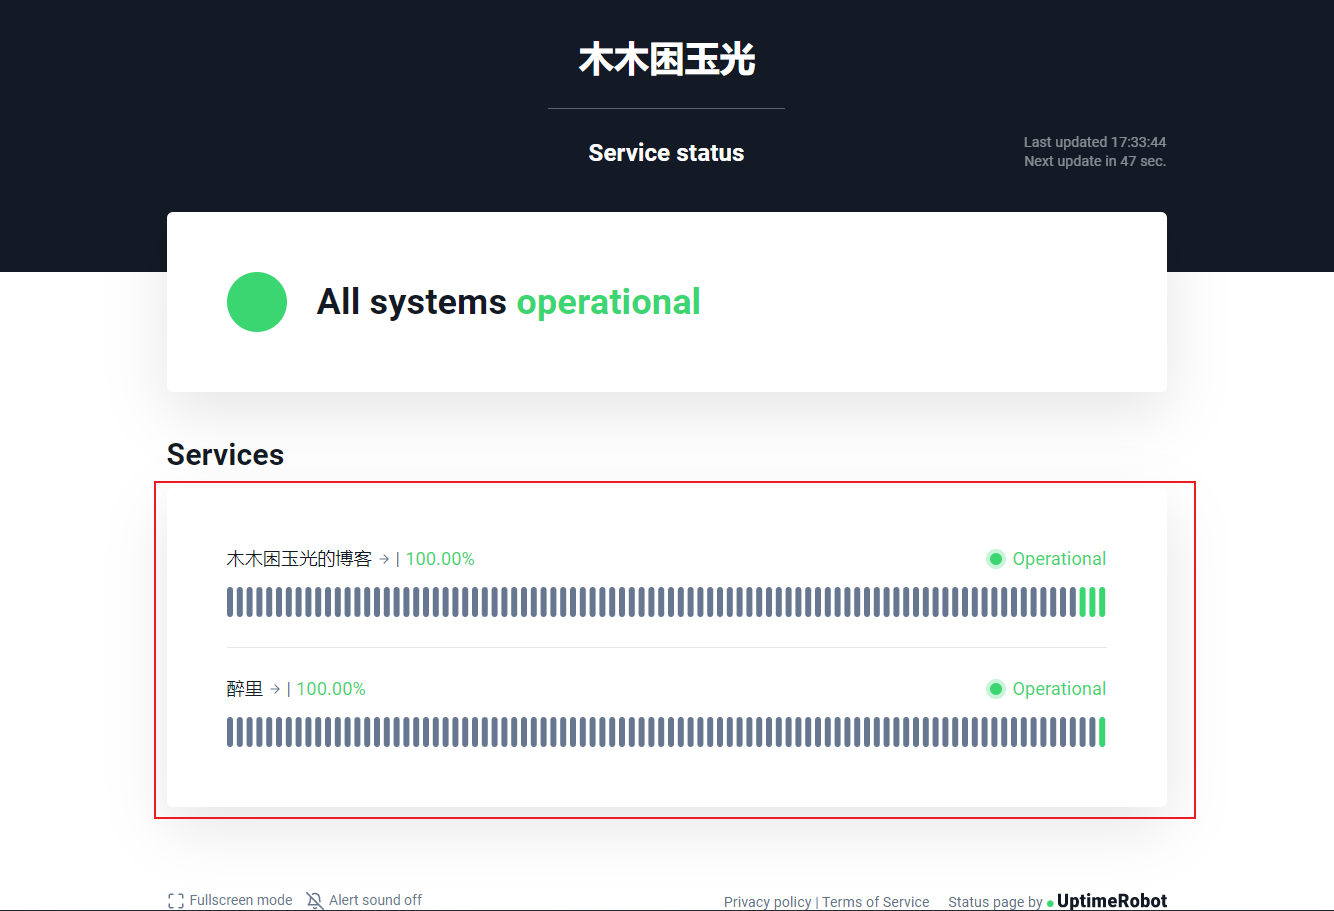 木木困玉光
Service status
Last updated 17:33:44
Next update in 47 sec.
All systems operational
Services
木木困玉光的博客 → | 100.00%
Operational
醉里 → | 100.00%
Operational
Fullscreen mode
Alert sound off
Privacy policy | Terms of Service
Status page by UptimeRobot